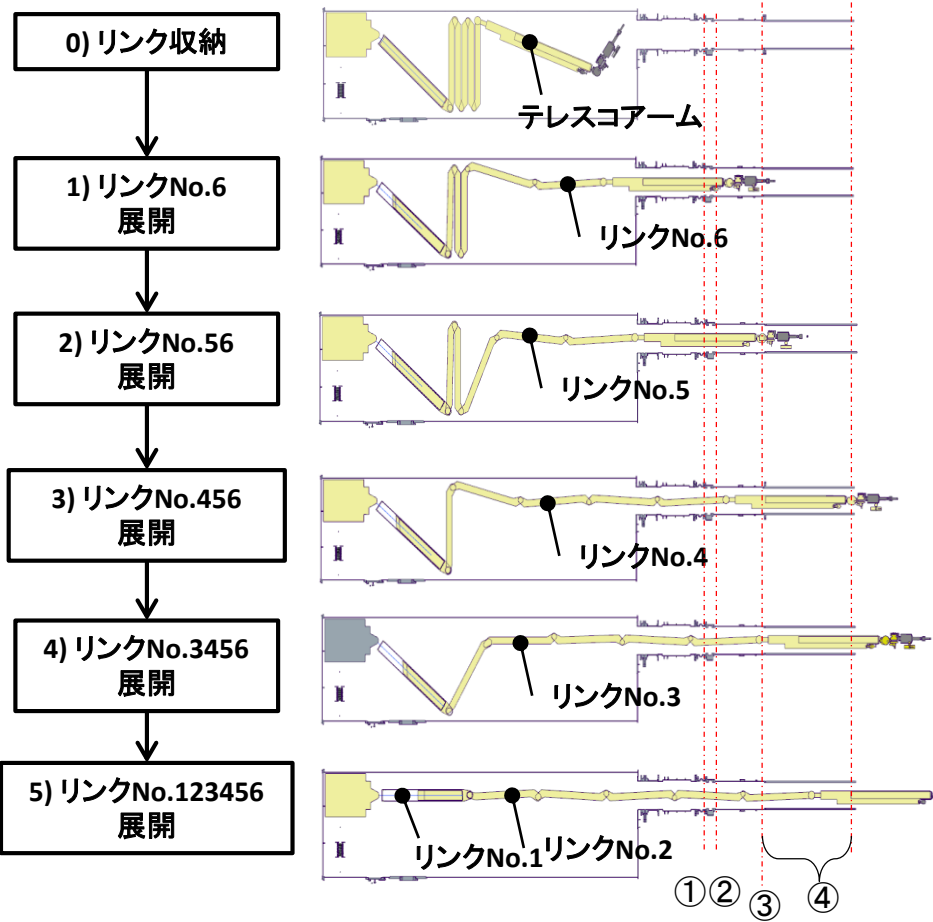 0) リンク収納
テレスコアーム
1) リンクNo.6
展開
リンクNo.6
2) リンクNo.56
展開
リンクNo.5
3) リンクNo.456
展開
リンクNo.4
4) リンクNo.3456
展開
リンクNo.3
5) リンクNo.123456
展開
リンクNo.1 リンクNo.2
① ② ③ ④